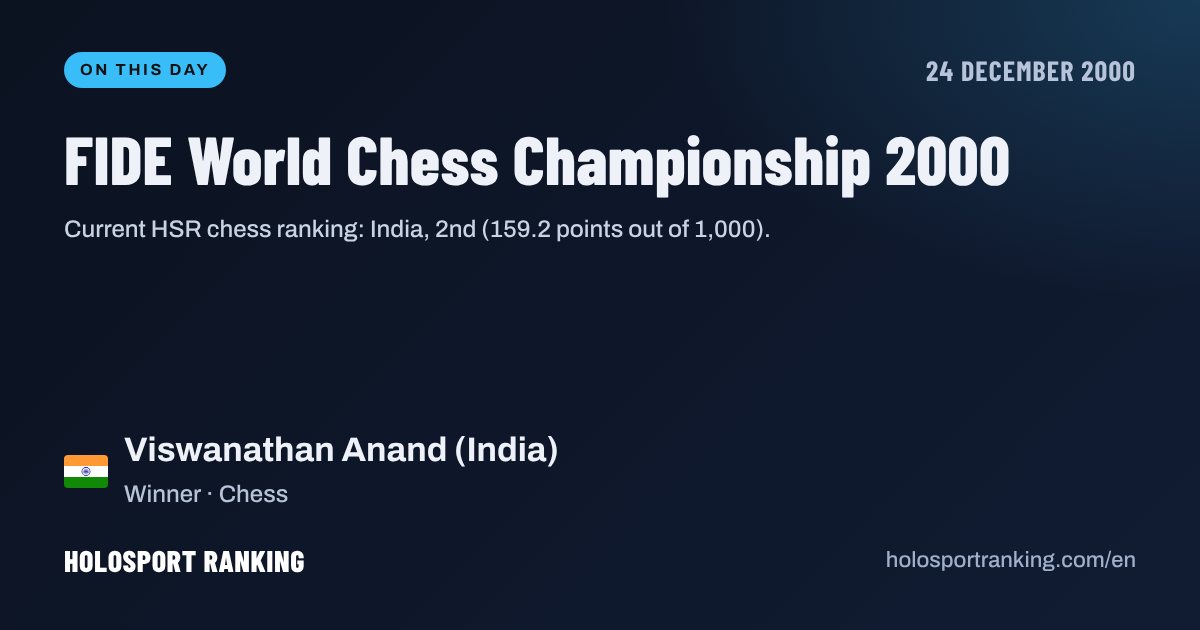 ON THIS DAY
24 DECEMBER 2000
FIDE World Chess Championship 2000
Current HSR chess ranking: India, 2nd (159.2 points out of 1,000).
Viswanathan Anand (India)
Winner · Chess
HOLOSPORT RANKING
holosportranking.com/en